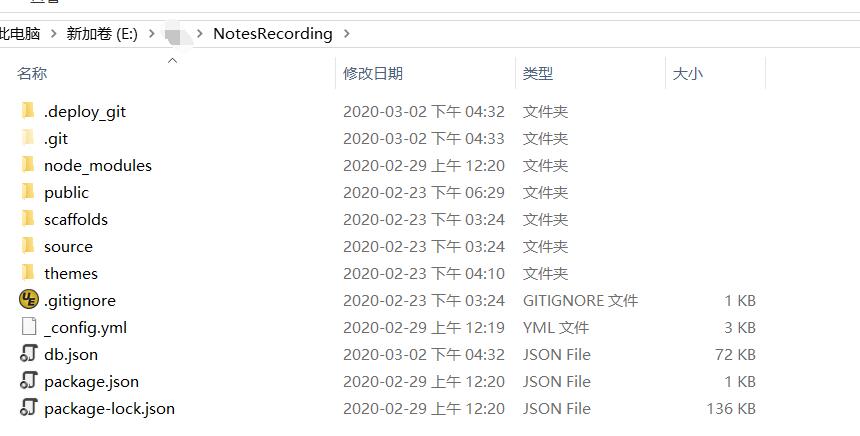 此电脑 > 新加卷 (E:) > > NotesRecording >
名称 修改日期 类型 大小
.deploy_git 2020-03-02 下午 04:32 文件夹
.git 2020-03-02 下午 04:33 文件夹
node_modules 2020-02-29 上午 12:20 文件夹
public 2020-02-23 下午 06:29 文件夹
scaffolds 2020-02-23 下午 03:24 文件夹
source 2020-02-23 下午 03:24 文件夹
themes 2020-02-23 下午 04:10 文件夹
.gitignore 2020-02-23 下午 03:24 GITIGNORE 文件 1 KB
_config.yml 2020-02-29 上午 12:19 YML 文件 3 KB
db.json 2020-03-02 下午 04:32 JSON File 72 KB
package.json 2020-02-29 上午 12:20 JSON File 1 KB
package-lock.json 2020-02-29 上午 12:20 JSON File 136 KB